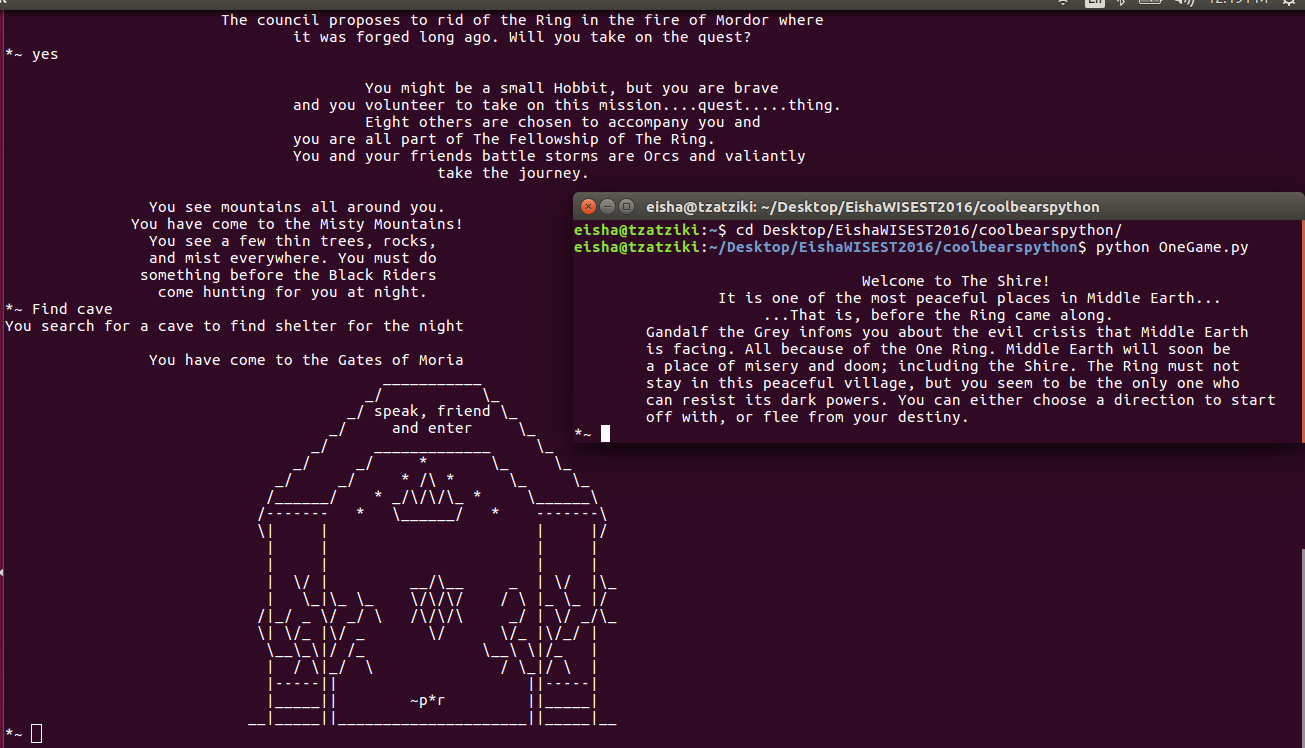 The council proposes to rid of the Ring in the fire of Mordor where
it was forged long ago. Will you take on the quest?
*~ yes
You might be a small Hobbit, but you are brave
and you volunteer to take on this mission....quest.....thing.
Eight others are chosen to accompany you and
you are all part of The Fellowship of The Ring.
You and your friends battle storms are Orcs and valiantly
take the journey.
You see mountains all around you.
You have come to the Misty Mountains!
You see a few thin trees, rocks,
and mist everywhere. You must do
something before the Black Riders
come hunting for you at night.
*~ Find cave
You search for a cave to find shelter for the night
You have come to the Gates of Moria
speak, friend
and enter
~p*r
*~
eisha@tzatziki: ~/Desktop/EishaWISEST2016/coolbearspython
eisha@tzatziki:~$ cd Desktop/EishaWISEST2016/coolbearspython/
eisha@tzatziki:~/Desktop/EishaWISEST2016/coolbearspython$ python OneGame.py
Welcome to The Shire!
It is one of the most peaceful places in Middle Earth...
...That is, before the Ring came along.
Gandalf the Grey infoms you about the evil crisis that Middle Earth
is facing. All because of the One Ring. Middle Earth will soon be
a place of misery and doom; including the Shire. The Ring must not
stay in this peaceful village, but you seem to be the only one who
can resist its dark powers. You can either choose a direction to start
off with, or flee from your destiny.
*~